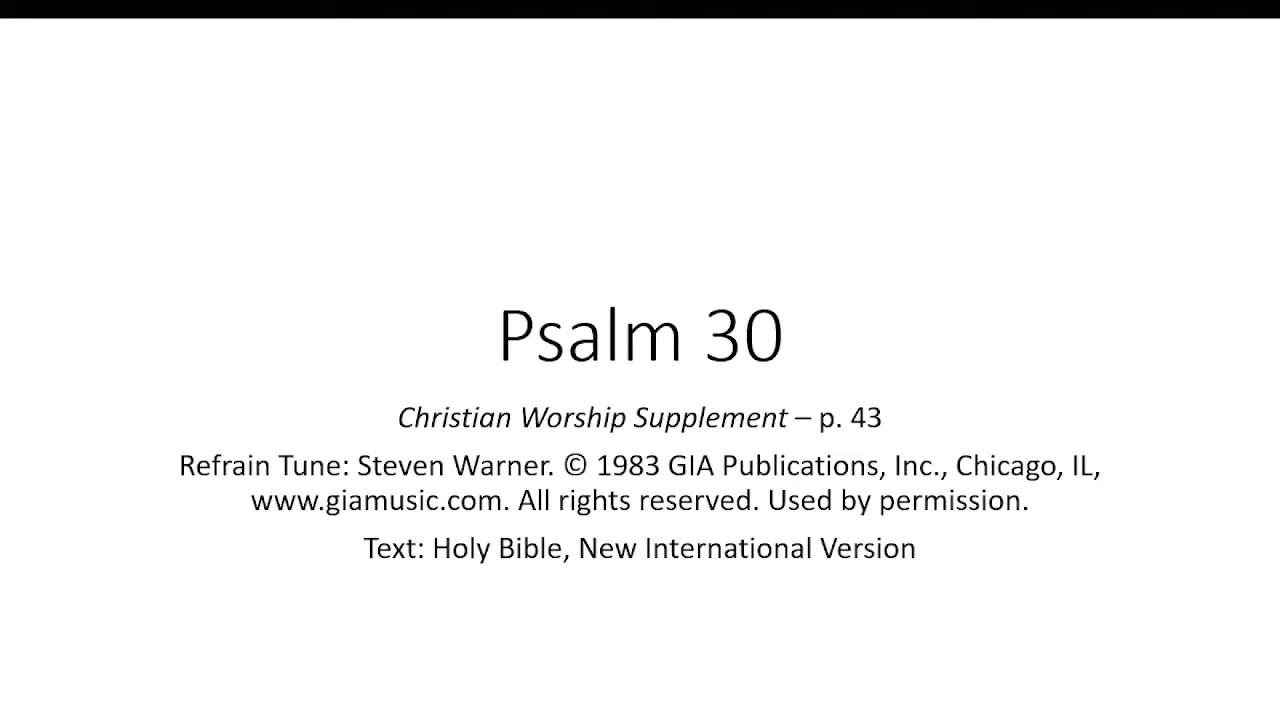 Psalm 30
Christian Worship Supplement – p. 43
Refrain Tune: Steven Warner. © 1983 GIA Publications, Inc., Chicago, IL,
www.giamusic.com. All rights reserved. Used by permission.
Text: Holy Bible, New International Version